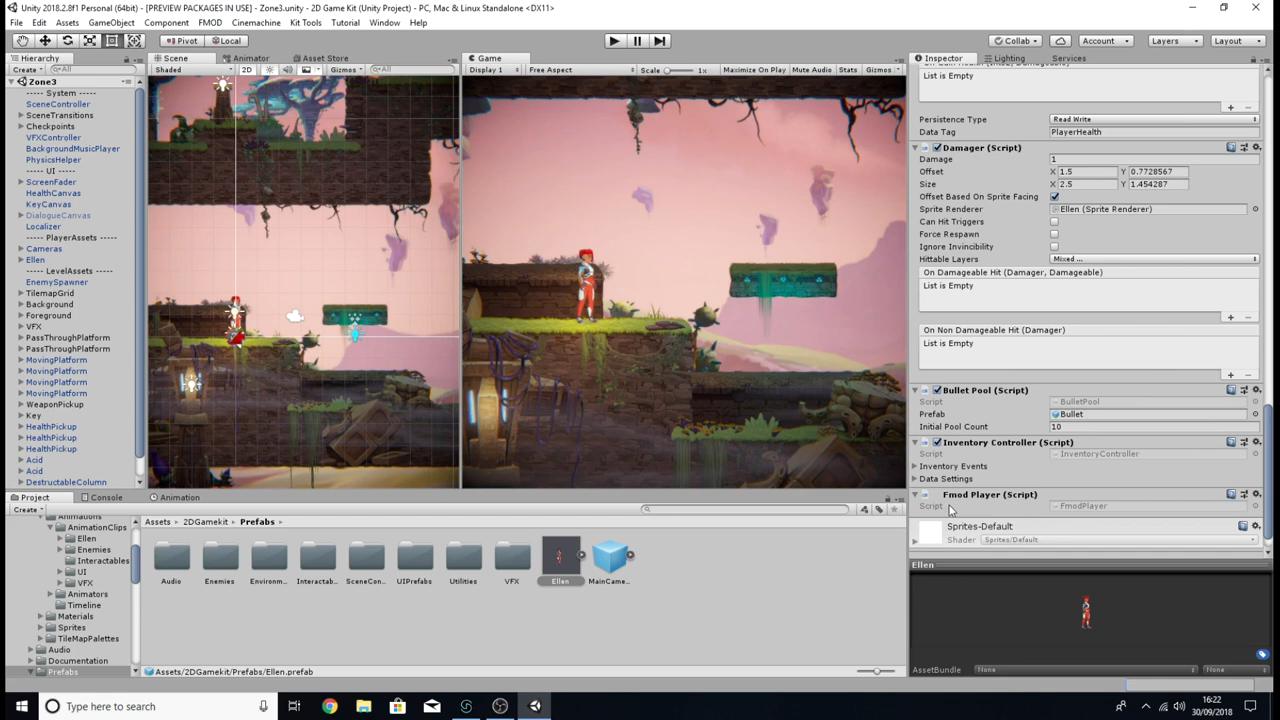 Unity 2018.2.8f1 Personal (64bit) - [PREVIEW PACKAGES IN USE] - Zone3.unity - 2D Game Kit (Unity Project) - PC, Mac & Linux Standalone <DX11>
File Edit Assets GameObject Component FMOD Cinemachine Kit Tools Tutorial Window Help
Pivot Local Collab Account Layers Layout
Hierarchy
Create All
Zone3
----- System -----
SceneController
SceneTransitions
Checkpoints
VFXController
BackgroundMusicPlayer
PhysicsHelper
----- UI -----
ScreenFader
HealthCanvas
KeyCanvas
DialogueCanvas
Localizer
----- PlayerAssets -----
Cameras
Ellen
----- LevelAssets -----
EnemySpawner
TilemapGrid
Background
Foreground
VFX
PassThroughPlatform
PassThroughPlatform
MovingPlatform
MovingPlatform
MovingPlatform
MovingPlatform
WeaponPickup
Key
HealthPickup
HealthPickup
HealthPickup
Acid
Acid
DestructableColumn
Scene Animator Asset Store
Shaded 2D Gizmos All
Game
Display 1 Free Aspect Scale 1x Maximize On Play Mute Audio Stats Gizmos
Inspector Lighting Services
List is Empty
Persistence Type Read Write
Data Tag PlayerHealth
Damager (Script)
Damage 1
Offset X 1.5 Y 0.7728567
Size X 2.5 Y 1.454287
Offset Based On Sprite Facing
Sprite Renderer Ellen (Sprite Renderer)
Can Hit Triggers
Force Respawn
Ignore Invincibility
Hittable Layers Mixed ...
On Damageable Hit (Damager, Damageable)
List is Empty
On Non Damageable Hit (Damager)
List is Empty
Bullet Pool (Script)
Script BulletPool
Prefab Bullet
Initial Pool Count 10
Inventory Controller (Script)
Script InventoryController
Inventory Events
Data Settings
Fmod Player (Script)
Script FmodPlayer
Sprites-Default
Shader Sprites/Default
Ellen
AssetBundle None None
Project Console Animation
Create
Animations
AnimationClips
Ellen
Enemies
Interactables
UI
VFX
Animators
Timeline
Materials
Sprites
TileMapPalettes
Audio
Documentation
Prefabs
Assets 2DGamekit Prefabs
Audio Enemies Environm... Interactab... SceneCon... UIPrefabs Utilities VFX Ellen MainCame...
Assets/2DGamekit/Prefabs/Ellen.prefab
Type here to search
16:22
30/09/2018